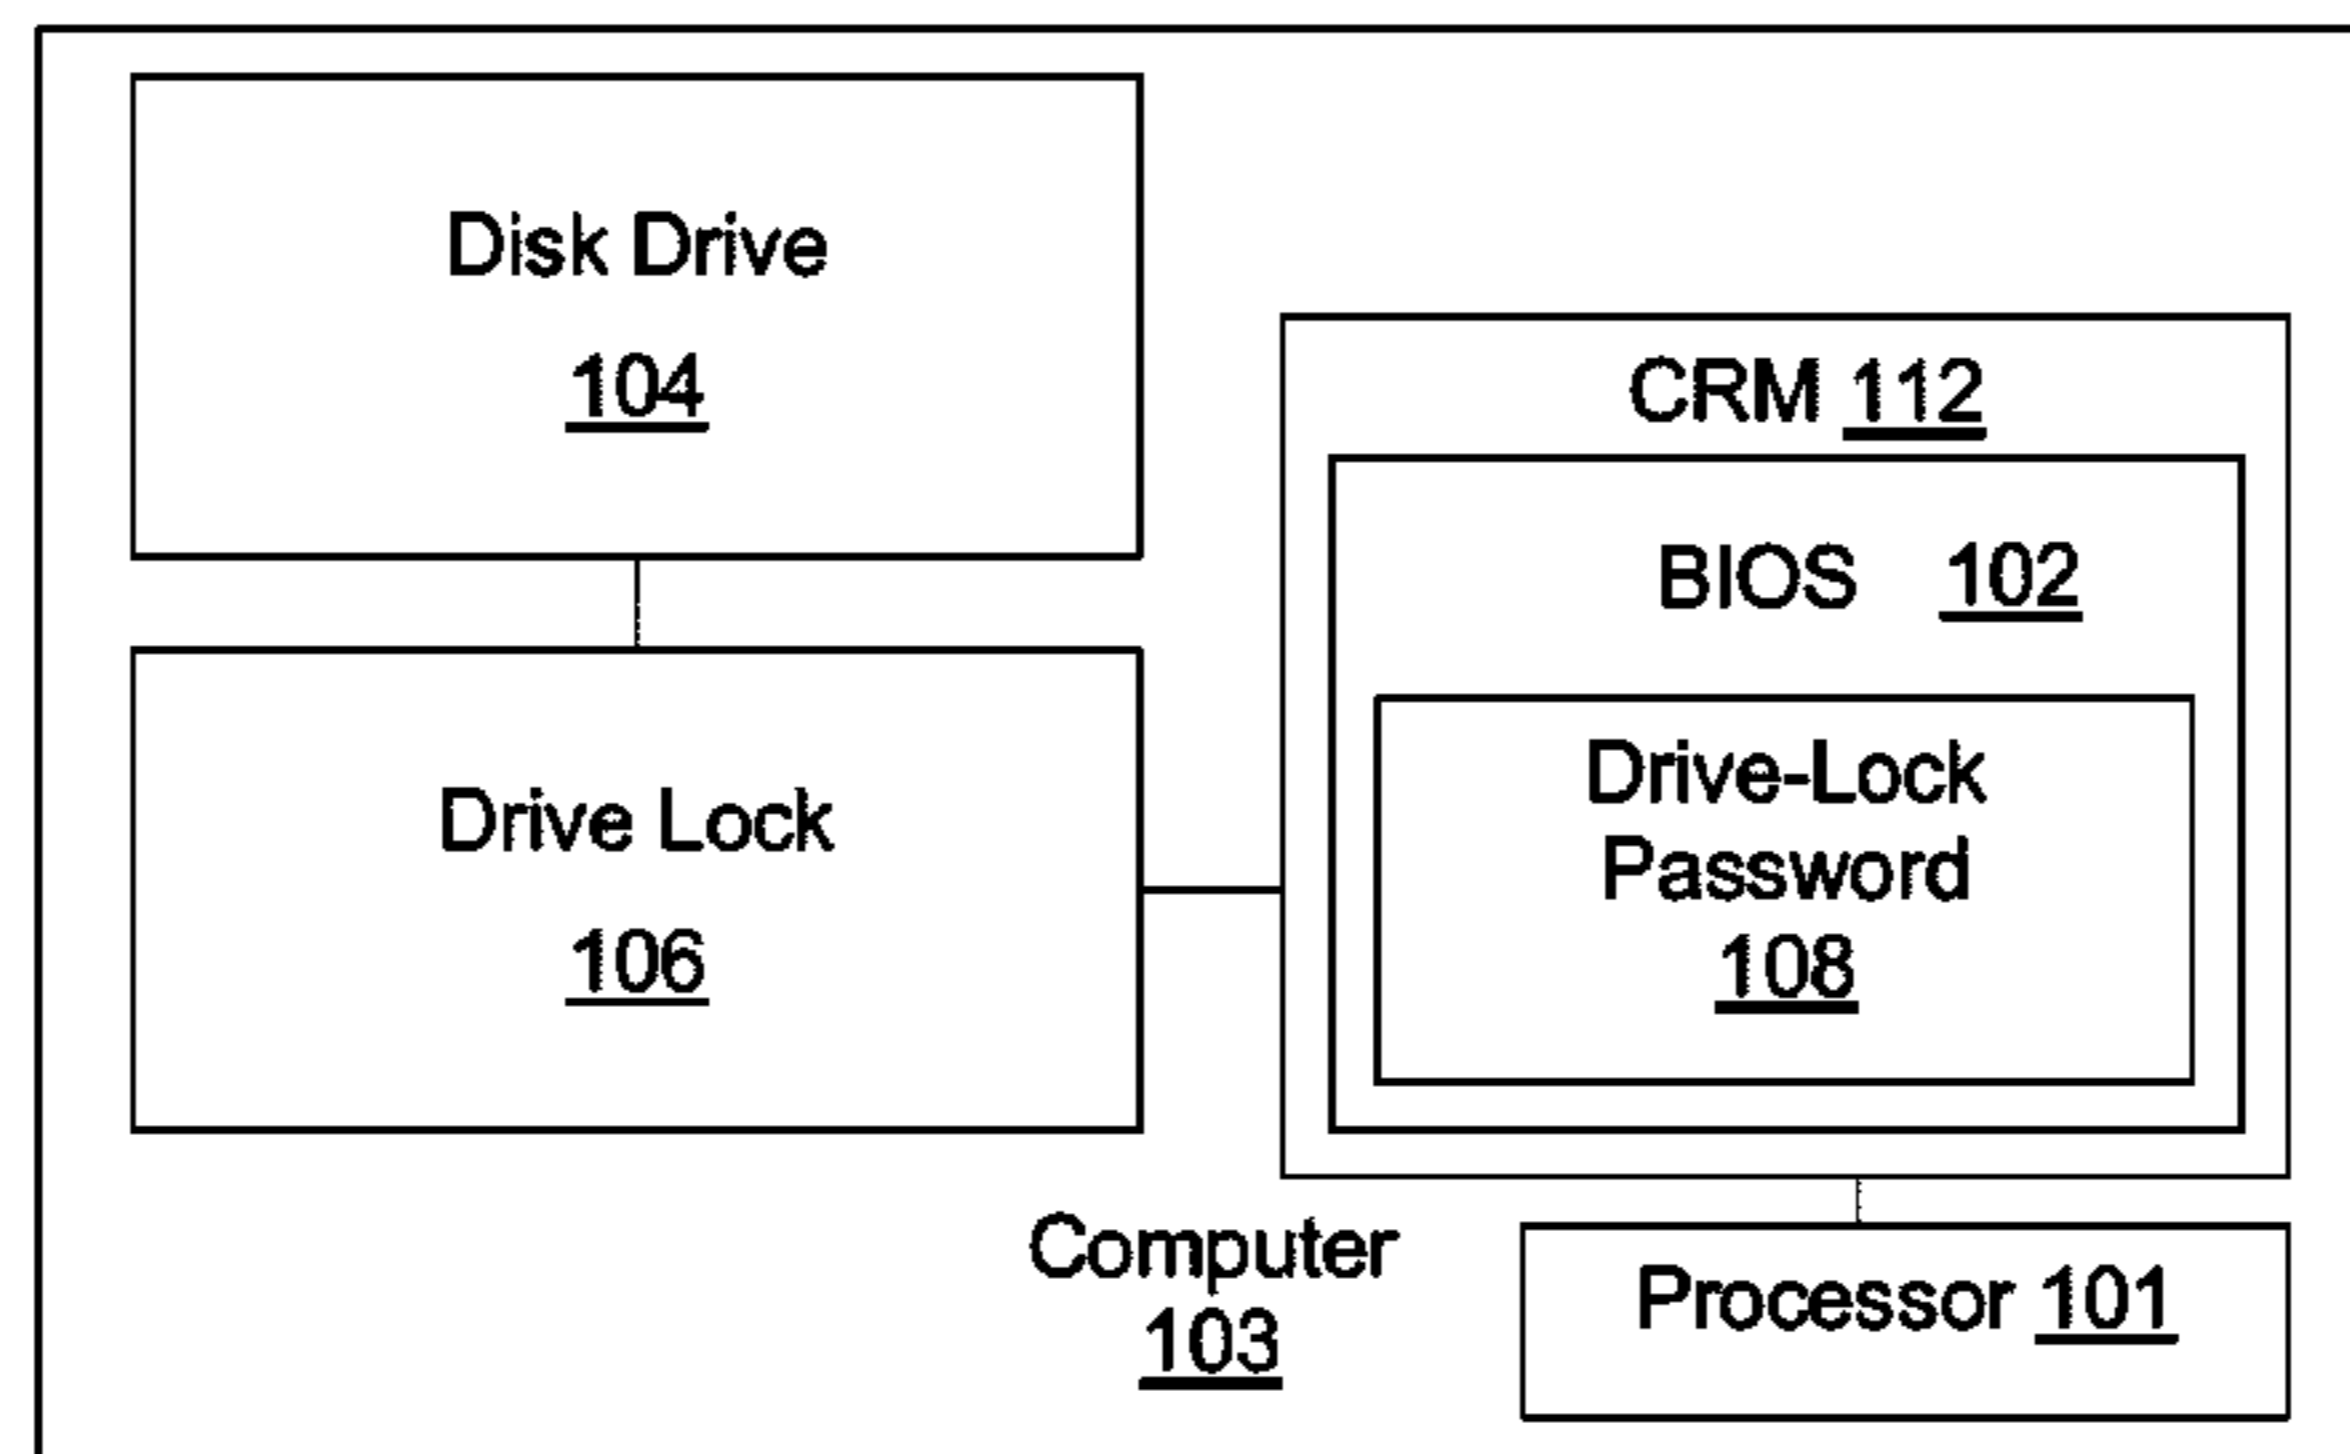 Disk Drive
104
Drive Lock
106
CRM 112
BIOS 102
Drive-Lock
Password
108
Computer
103
Processor 101